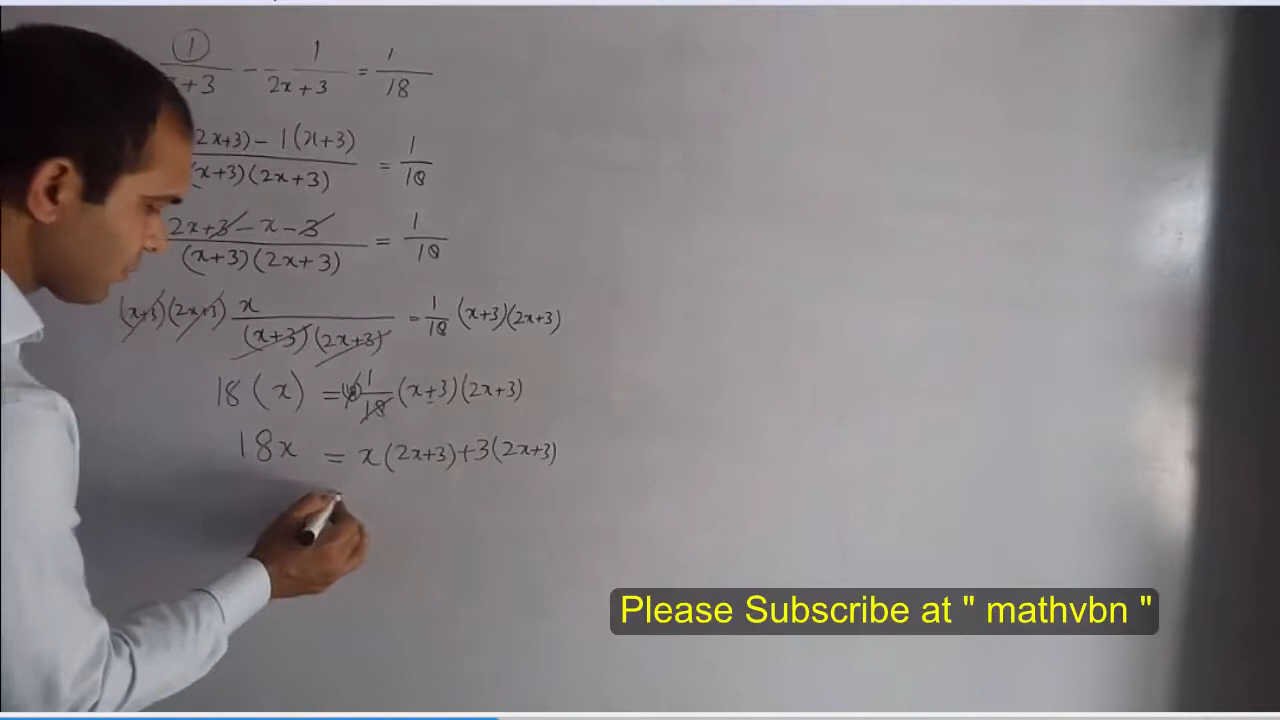 1/x+3 - 1/2x+3 = 1/18
2x+3) - 1(x+3)/(x+3)(2x+3) = 1/18
2x+3-x-3/(x+3)(2x+3) = 1/18
(x+3)(2x+3) x/(x+3)(2x+3) = 1/18 (x+3)(2x+3)
18(x) = 18 1/18 (x+3)(2x+3)
18x = x(2x+3)+3(2x+3)
Please Subscribe at " mathvbn "